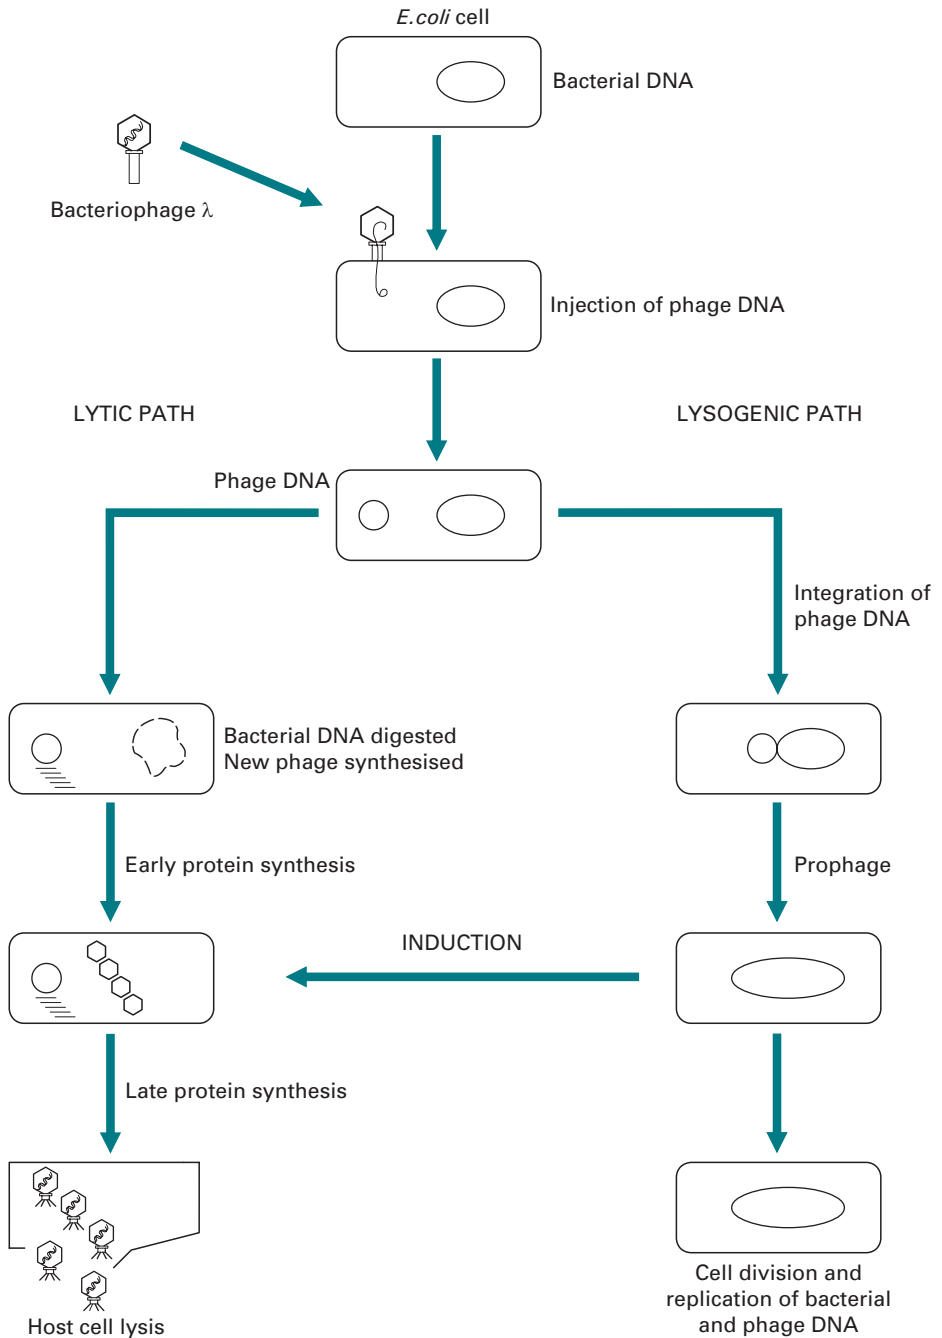 E.coli cell
Bacterial DNA
Bacteriophage λ
Injection of phage DNA
LYTIC PATH
LYSOGENIC PATH
Phage DNA
Integration of
phage DNA
Bacterial DNA digested
New phage synthesised
Early protein synthesis
Prophage
INDUCTION
Late protein synthesis
Host cell lysis
Cell division and
replication of bacterial
and phage DNA